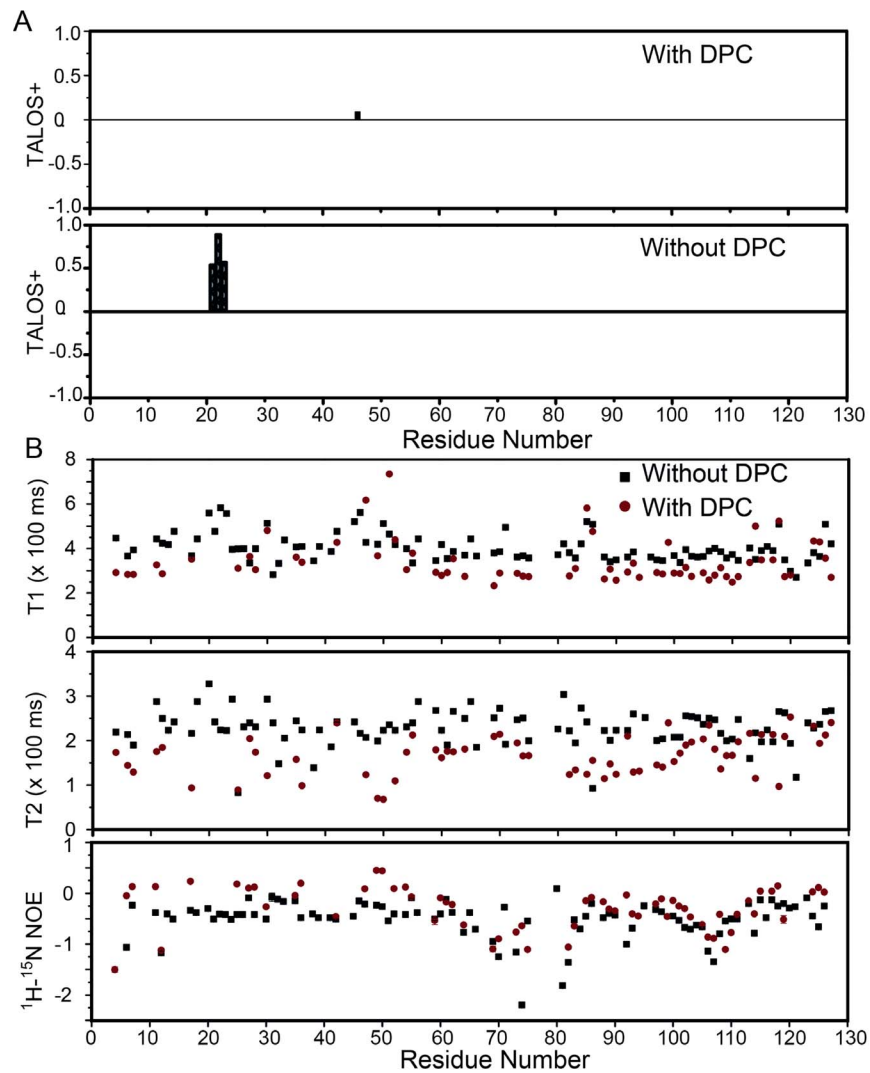 A
1.0
0.5
0
-0.5
-1.0
TALOS+
With DPC
1.0
0.5
0
-0.5
-1.0
TALOS+
Without DPC
0 10 20 30 40 50 60 70 80 90 100 110 120 130
Residue Number
B
8
6
4
2
0
T1 (x 100 ms)
Without DPC
With DPC
4
3
2
1
0
T2 (x 100 ms)
1
0
-1
-2
¹H-¹⁵N NOE
0 10 20 30 40 50 60 70 80 90 100 110 120 130
Residue Number